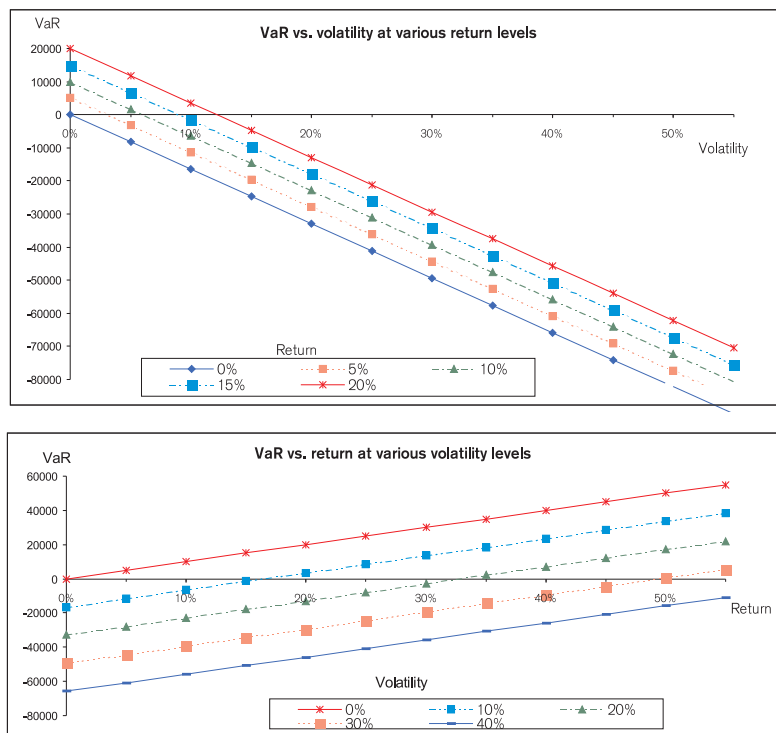 VaR
VaR vs. volatility at various return levels
20000
10000
0
-10000
-20000
-30000
-40000
-50000
-60000
-70000
-80000
0% 10% 20% 30% 40% 50%
Volatility
Return
0% 5% 10%
15% 20%
VaR
VaR vs. return at various volatility levels
60000
40000
20000
0
-20000
-40000
-60000
-80000
0% 10% 20% 30% 40% 50%
Return
Volatility
0% 10% 20%
30% 40%